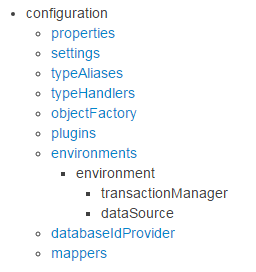 configuration
properties
settings
typeAliases
typeHandlers
objectFactory
plugins
environments
environment
transactionManager
dataSource
databaseIdProvider
mappers